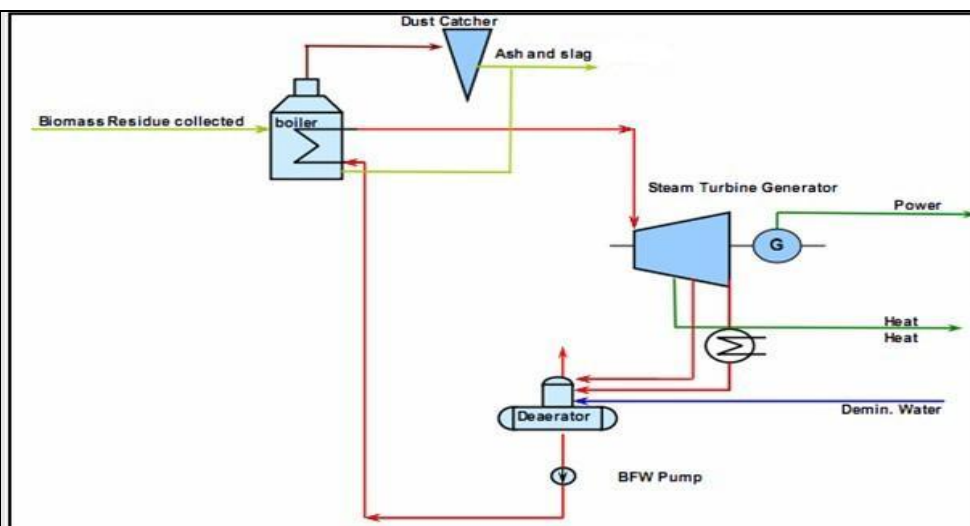 Dust Catcher
Ash and slag
Biomass Residue collected
boiler
Steam Turbine Generator
Power
G
Heat
Heat
Deaerator
Demin. Water
BFW Pump